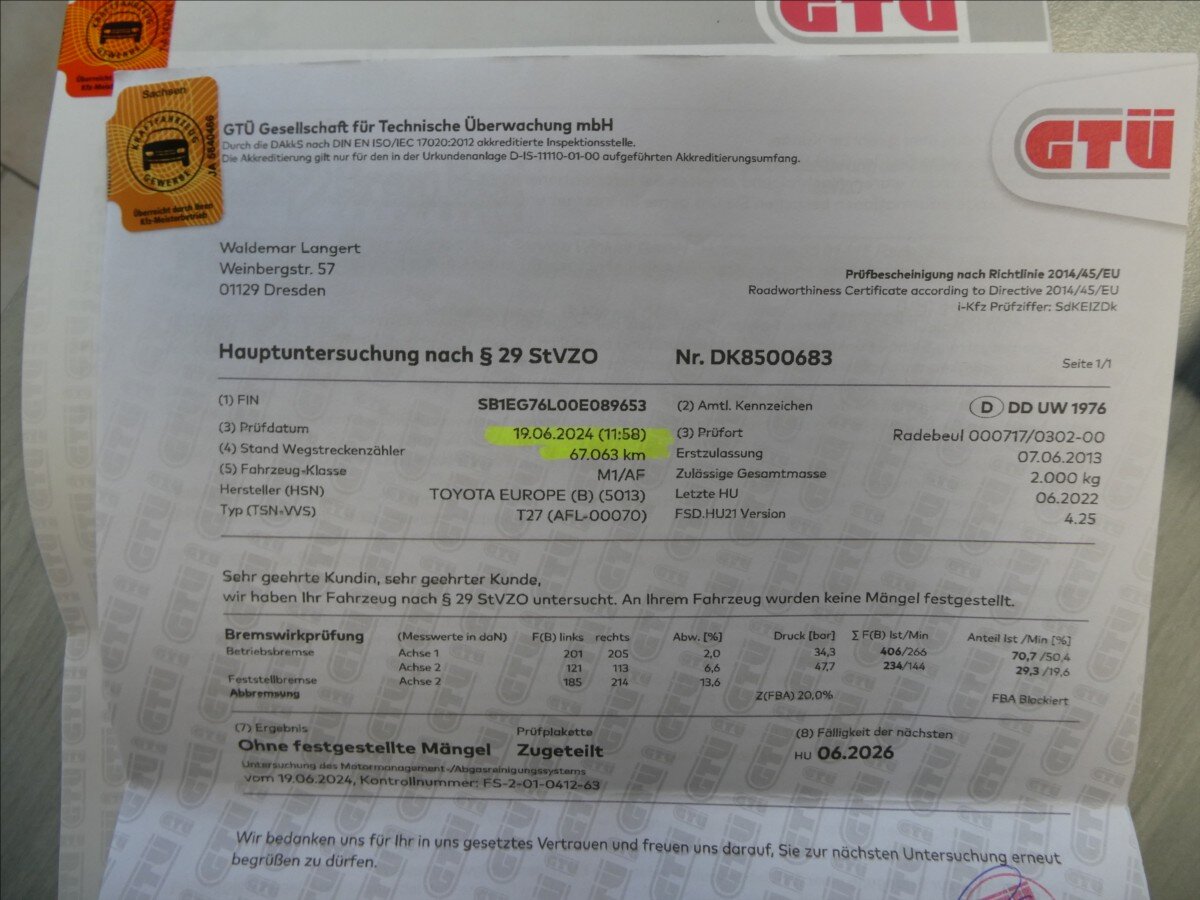 GTÜ
KRAFTFAHRZEUG
GEWERBE
Sachsen
KRAFTFAHRZEUG
GEWERBE
JA 8640466
Überreicht durch Ihren
Kfz-Meisterbetrieb
GTÜ Gesellschaft für Technische Überwachung mbH
Durch die DAkkS nach DIN EN ISO/IEC 17020:2012 akkreditierte Inspektionsstelle.
Die Akkreditierung gilt nur für den in der Urkundenanlage D-IS-11110-01-00 aufgeführten Akkreditierungsumfang.
GTÜ
Waldemar Langert
Weinbergstr. 57
01129 Dresden
Prüfbescheinigung nach Richtlinie 2014/45/EU
Roadworthiness Certificate according to Directive 2014/45/EU
i-Kfz Prüfziffer: SdKEIZDk
Hauptuntersuchung nach § 29 StVZO Nr. DK8500683 Seite 1/1
(1) FIN SB1EG76L00E089653 (2) Amtl. Kennzeichen D DD UW 1976
(3) Prüfdatum 19.06.2024 (11:58) (3) Prüfort Radebeul 000717/0302-00
(4) Stand Wegstreckenzähler 67.063 km Erstzulassung 07.06.2013
(5) Fahrzeug-Klasse M1/AF Zulässige Gesamtmasse 2.000 kg
Hersteller (HSN) TOYOTA EUROPE (B) (5013) Letzte HU 06.2022
Typ (TSN-VVS) T27 (AFL-00070) FSD.HU21 Version 4.25
Sehr geehrte Kundin, sehr geehrter Kunde,
wir haben Ihr Fahrzeug nach § 29 StVZO untersucht. An Ihrem Fahrzeug wurden keine Mängel festgestellt.
Bremswirkprüfung (Messwerte in daN) F(B) links rechts Abw. [%] Druck [bar] ∑ F(B) Ist/Min Anteil Ist /Min [%]
Betriebsbremse Achse 1 201 205 2,0 34,3 406/266 70,7 /50,4
Achse 2 121 113 6,6 47,7 234/144 29,3 /19,6
Feststellbremse Achse 2 185 214 13,6
Abbremsung Z(FBA) 20,0% FBA Blockiert
(7) Ergebnis Prüfplakette (8) Fälligkeit der nächsten
Ohne festgestellte Mängel Zugeteilt HU 06.2026
Untersuchung des Motormanagement-/Abgasreinigungssystems
vom 19.06.2024, Kontrollnummer: FS-2-01-0412-63
Wir bedanken uns für Ihr in uns gesetztes Vertrauen und freuen uns darauf, Sie zur nächsten Untersuchung erneut
begrüßen zu dürfen.